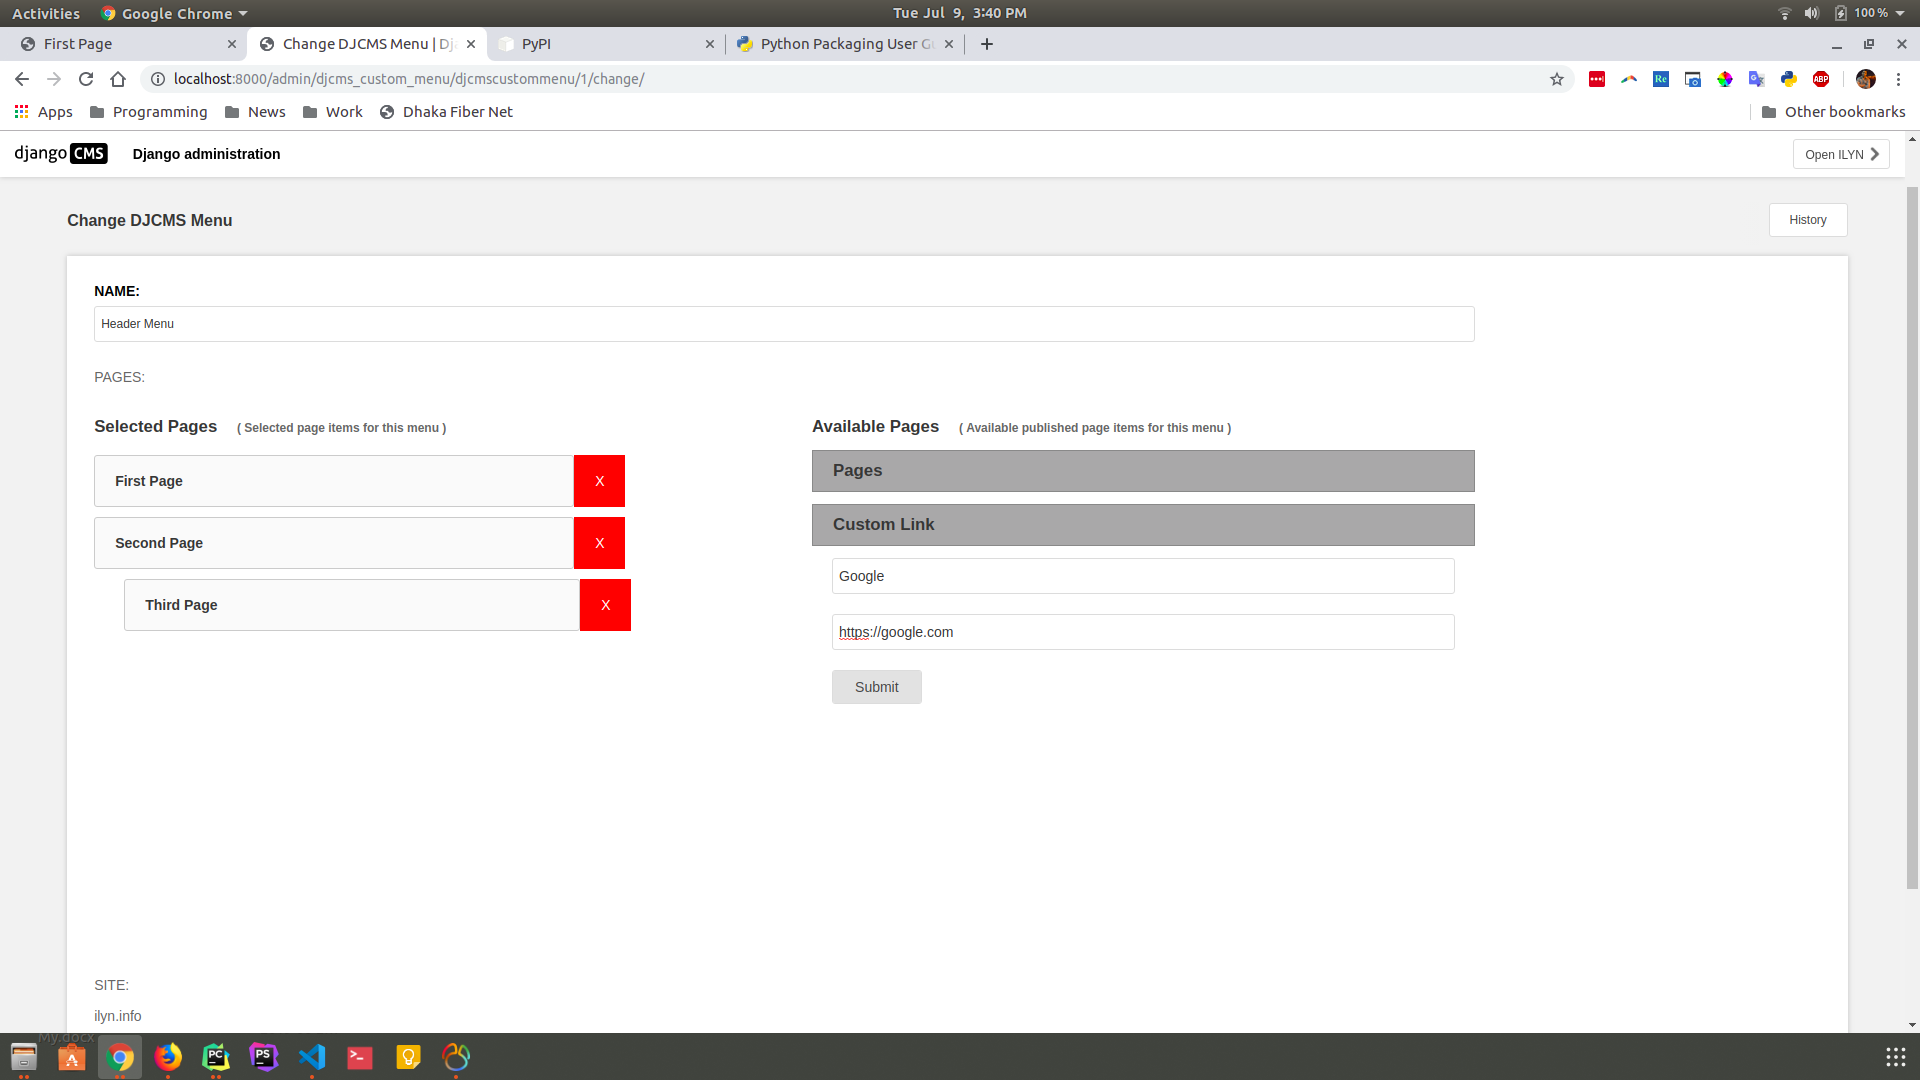 Activities Google Chrome Tue Jul 9, 3:40 PM 100 %
First Page Change DJCMS Menu | Dj PyPI Python Packaging User G
localhost:8000/admin/djcms_custom_menu/djcmscustommenu/1/change/
Apps Programming News Work Dhaka Fiber Net Other bookmarks
django CMS Django administration Open ILYN
Change DJCMS Menu History
NAME:
Header Menu
PAGES:
Selected Pages ( Selected page items for this menu )
First Page X
Second Page X
Third Page X
Available Pages ( Available published page items for this menu )
Pages
Custom Link
Google
https://google.com
Submit
SITE:
ilyn.info
My.docx